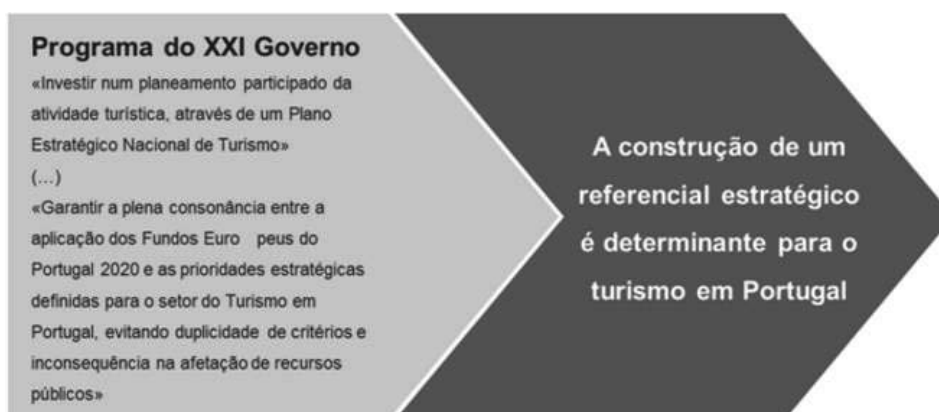 Programa do XXI Governo
«Investir num planeamento participado da
atividade turística, através de um Plano
Estratégico Nacional de Turismo»
(...)
«Garantir a plena consonância entre a
aplicação dos Fundos Euro peus do
Portugal 2020 e as prioridades estratégicas
definidas para o setor do Turismo em
Portugal, evitando duplicidade de critérios e
inconsequência na afetação de recursos
públicos»
A construção de um
referencial estratégico
é determinante para o
turismo em Portugal